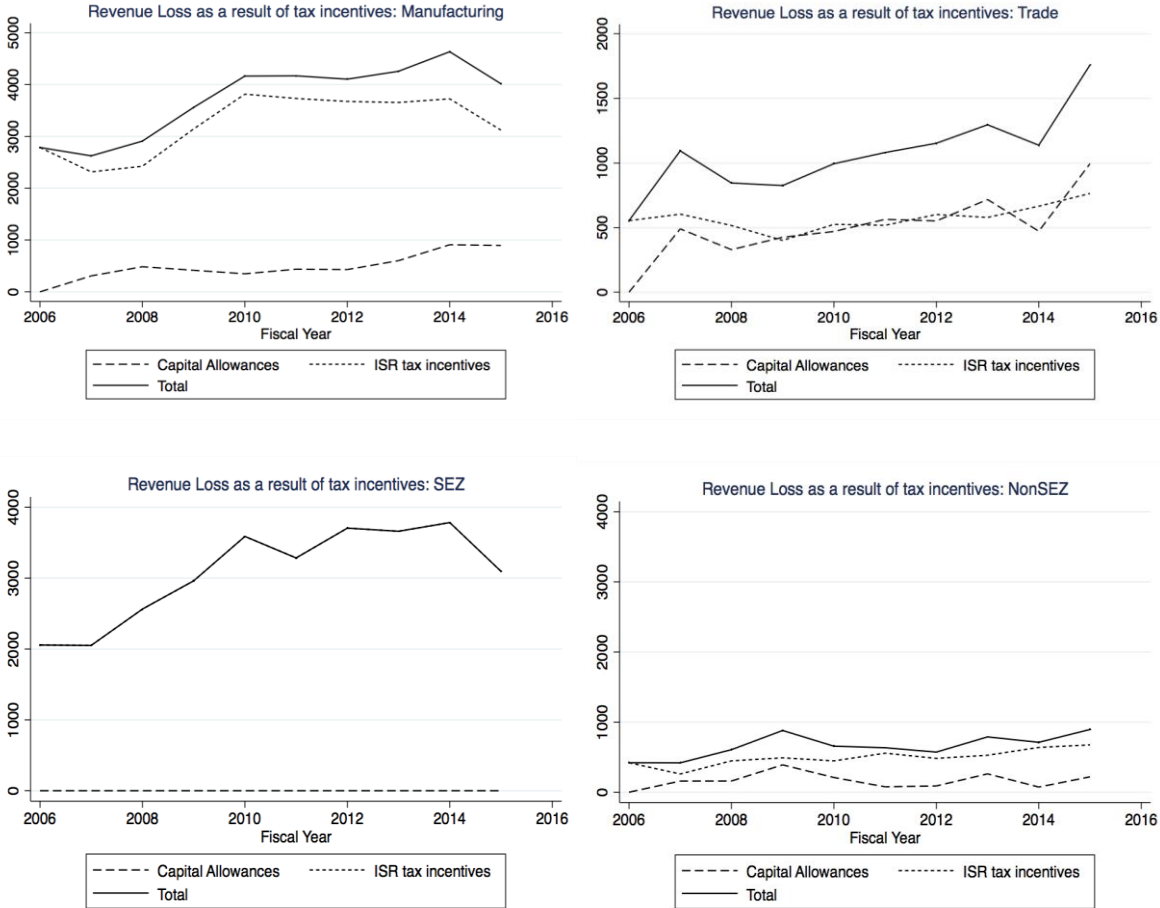 Revenue Loss as a result of tax incentives: Manufacturing
5000
4000
3000
2000
1000
0
2006 2008 2010 2012 2014 2016
Fiscal Year
Capital Allowances ISR tax incentives
Total
Revenue Loss as a result of tax incentives: Trade
2000
1500
1000
500
0
2006 2008 2010 2012 2014 2016
Fiscal Year
Capital Allowances ISR tax incentives
Total
Revenue Loss as a result of tax incentives: SEZ
4000
3000
2000
1000
0
2006 2008 2010 2012 2014 2016
Fiscal Year
Capital Allowances ISR tax incentives
Total
Revenue Loss as a result of tax incentives: NonSEZ
4000
3000
2000
1000
0
2006 2008 2010 2012 2014 2016
Fiscal Year
Capital Allowances ISR tax incentives
Total